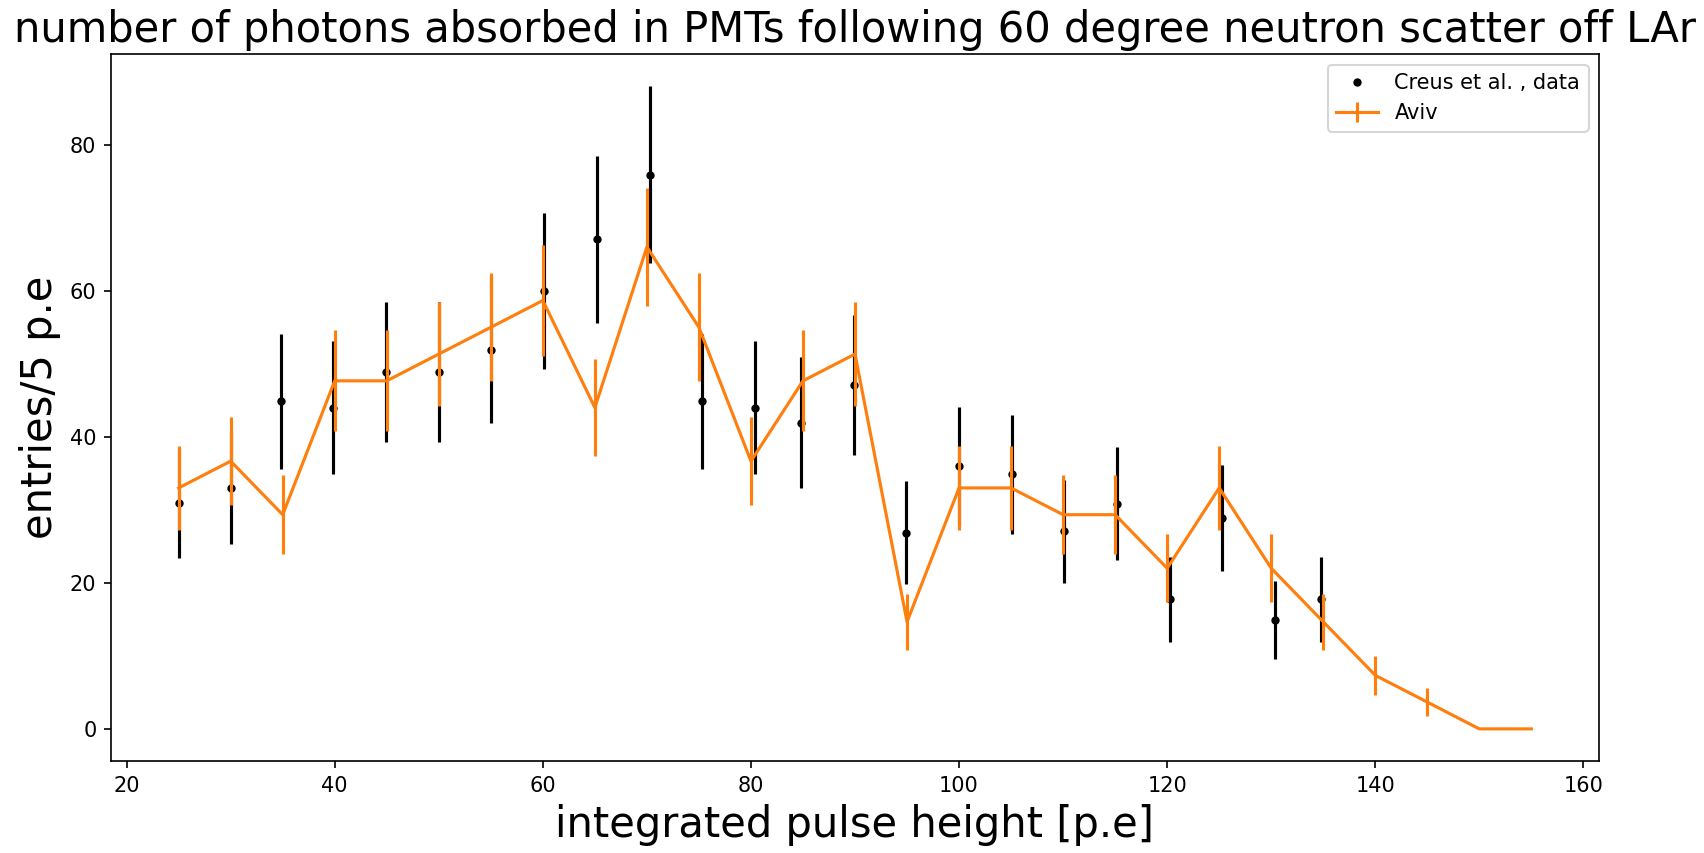 number of photons absorbed in PMTs following 60 degree neutron scatter off LAr
Creus et al. , data
Aviv
entries/5 p.e
80
60
40
20
0
20 40 60 80 100 120 140 160
integrated pulse height [p.e]